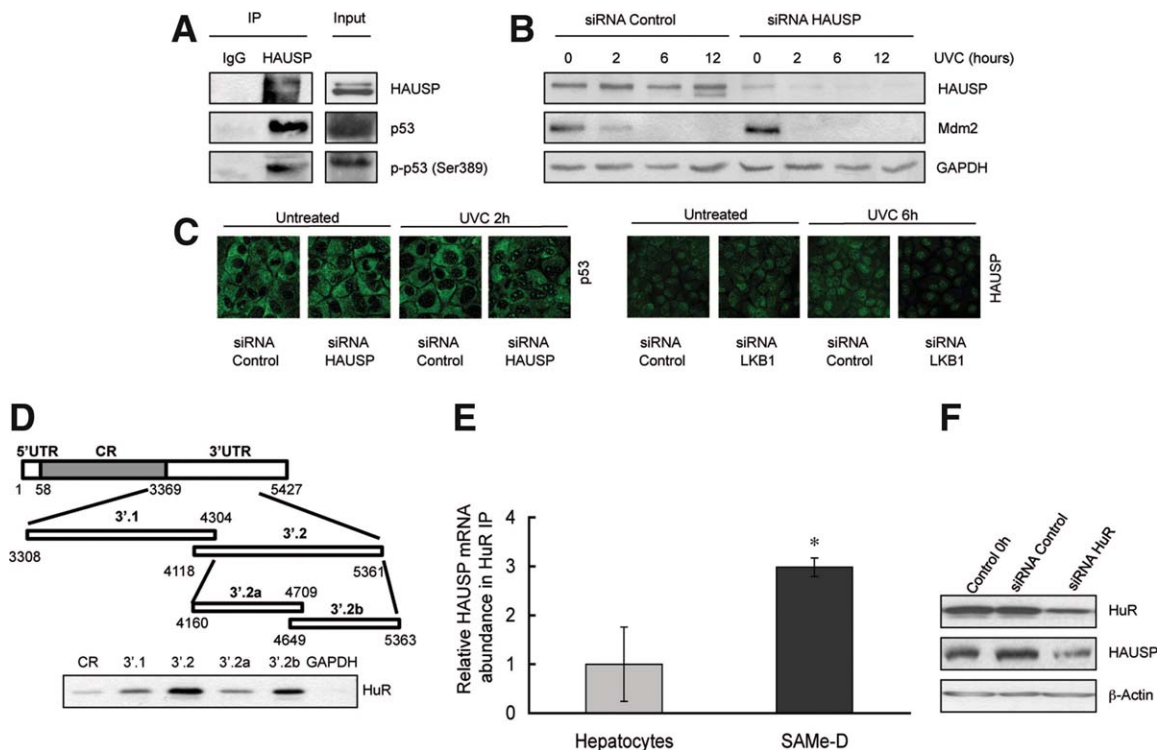 A
IP
Input
IgG
HAUSP
HAUSP
p53
p-p53 (Ser389)
B
siRNA Control
siRNA HAUSP
0 2 6 12 0 2 6 12 UVC (hours)
HAUSP
Mdm2
GAPDH
C
Untreated
UVC 2h
p53
siRNA Control
siRNA HAUSP
siRNA Control
siRNA HAUSP
Untreated
UVC 6h
HAUSP
siRNA Control
siRNA LKB1
siRNA Control
siRNA LKB1
D
5'UTR CR 3'UTR
1 58 3369 5427
3'.1 4304
3308
3'.2
4118 5361
3'.2a 4709
4160
3'.2b
4649 5363
CR 3'.1 3'.2 3'.2a 3'.2b GAPDH
HuR
E
Relative HAUSP mRNA
abundance in HuR IP
4
3
2
1
0
*
Hepatocytes SAMe-D
F
Control 0h
siRNA Control
siRNA HuR
HuR
HAUSP
β-Actin